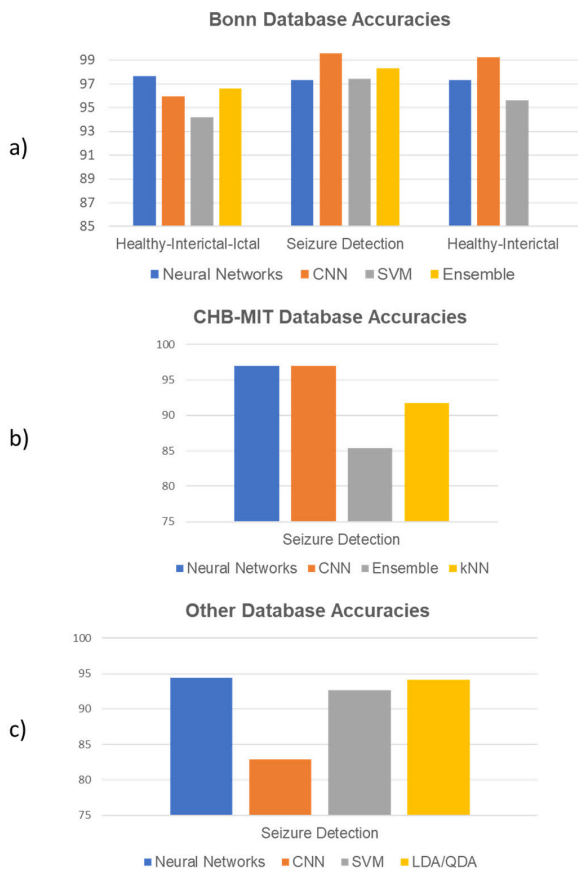 Bonn Database Accuracies
a)
99
97
95
93
91
89
87
85
Healthy-Interictal-Ictal Seizure Detection Healthy-Interictal
Neural Networks CNN SVM Ensemble
CHB-MIT Database Accuracies
b)
100
95
90
85
80
75
Seizure Detection
Neural Networks CNN Ensemble kNN
Other Database Accuracies
c)
100
95
90
85
80
75
Seizure Detection
Neural Networks CNN SVM LDA/QDA